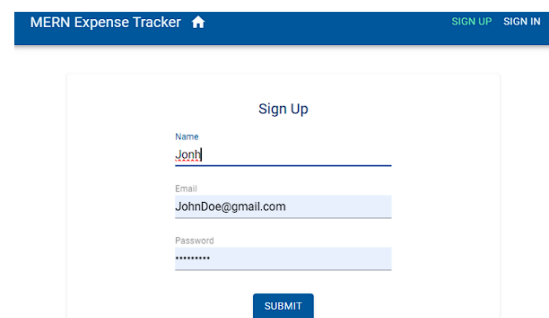 MERN Expense Tracker SIGN UP SIGN IN
Sign Up
Name
Jonh
Email
JohnDoe@gmail.com
Password
•••••••••
SUBMIT